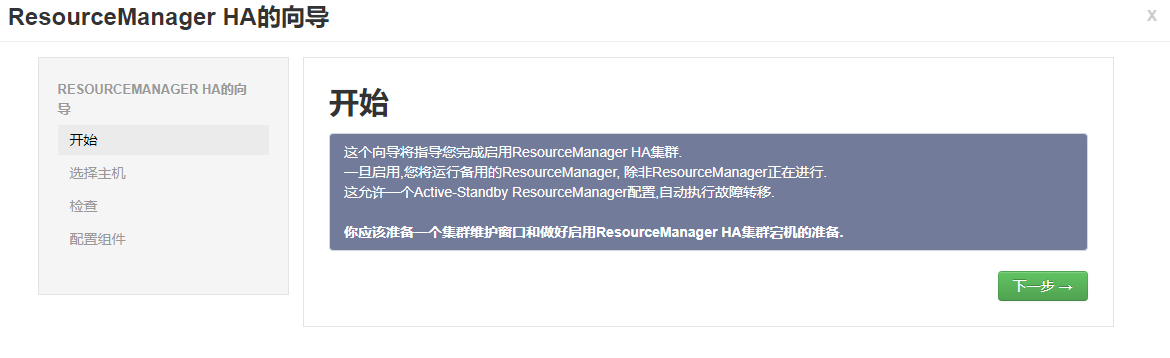 ResourceManager HA的向导
x
RESOURCEMANAGER HA的向
导
开始
选择主机
检查
配置组件
开始
这个向导将指导您完成启用ResourceManager HA集群.
一旦启用,您将运行备用的ResourceManager, 除非ResourceManager正在进行.
这允许一个Active-Standby ResourceManager配置,自动执行故障转移.
你应该准备一个集群维护窗口和做好启用ResourceManager HA集群宕机的准备.
下一步 →